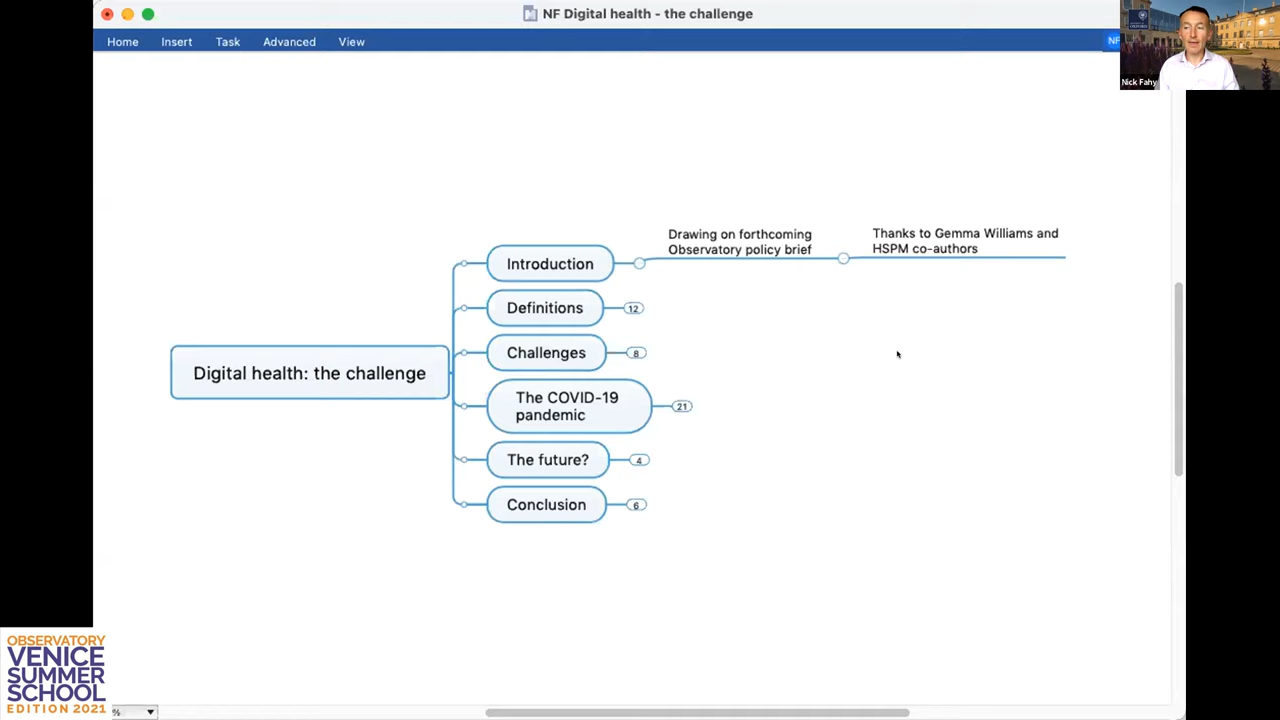 NF Digital health - the challenge
Home Insert Task Advanced View
NF
Nick Fahy
Drawing on forthcoming
Observatory policy brief
Thanks to Gemma Williams and
HSPM co-authors
Introduction
Definitions
12
Challenges
8
Digital health: the challenge
The COVID-19
pandemic
21
The future?
4
Conclusion
6
OBSERVATORY
VENICE
SUMMER
SCHOOL
EDITION 2021
%